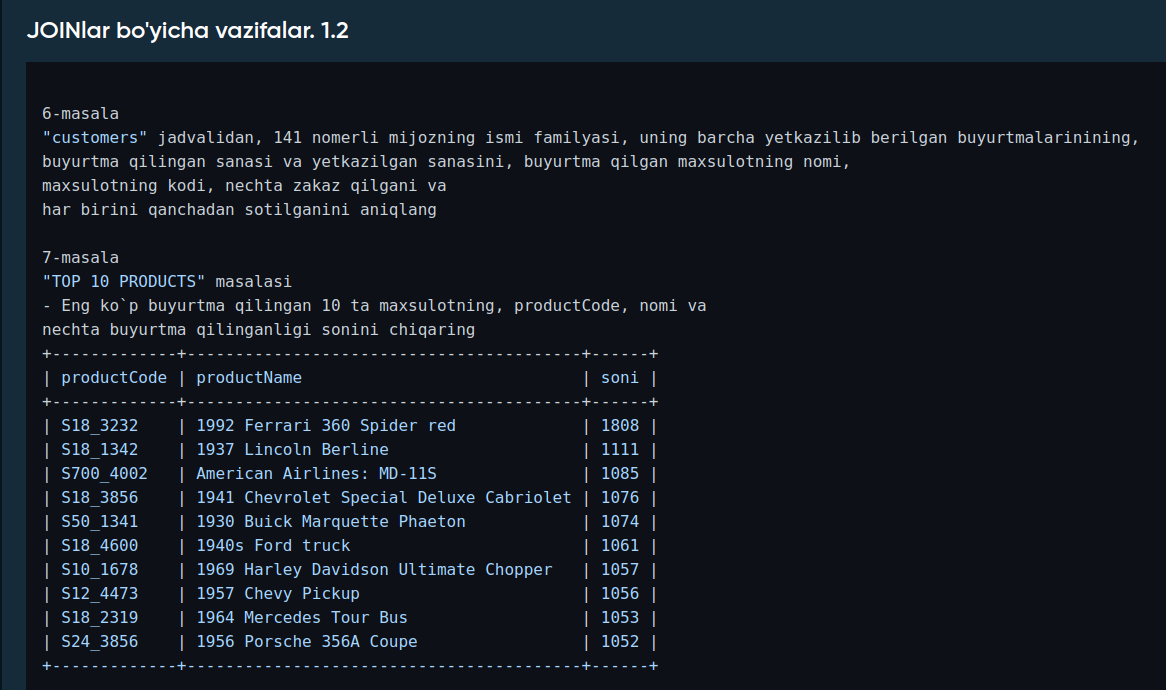 JOINlar bo'yicha vazifalar. 1.2
6-masala
"customers" jadvalidan, 141 nomerli mijozning ismi familyasi, uning barcha yetkazilib berilgan buyurtmalarinining,
buyurtma qilingan sanasi va yetkazilgan sanasini, buyurtma qilgan maxsulotning nomi,
maxsulotning kodi, nechta zakaz qilgani va
har birini qanchadan sotilganini aniqlang
7-masala
"TOP 10 PRODUCTS" masalasi
- Eng ko`p buyurtma qilingan 10 ta maxsulotning, productCode, nomi va
nechta buyurtma qilinganligi sonini chiqaring
+-------------+-----------------------------------------+------+
| productCode | productName                             | soni |
+-------------+-----------------------------------------+------+
| S18_3232    | 1992 Ferrari 360 Spider red             | 1808 |
| S18_1342    | 1937 Lincoln Berline                    | 1111 |
| S700_4002   | American Airlines: MD-11S               | 1085 |
| S18_3856    | 1941 Chevrolet Special Deluxe Cabriolet | 1076 |
| S50_1341    | 1930 Buick Marquette Phaeton            | 1074 |
| S18_4600    | 1940s Ford truck                        | 1061 |
| S10_1678    | 1969 Harley Davidson Ultimate Chopper   | 1057 |
| S12_4473    | 1957 Chevy Pickup                       | 1056 |
| S18_2319    | 1964 Mercedes Tour Bus                  | 1053 |
| S24_3856    | 1956 Porsche 356A Coupe                 | 1052 |
+-------------+-----------------------------------------+------+